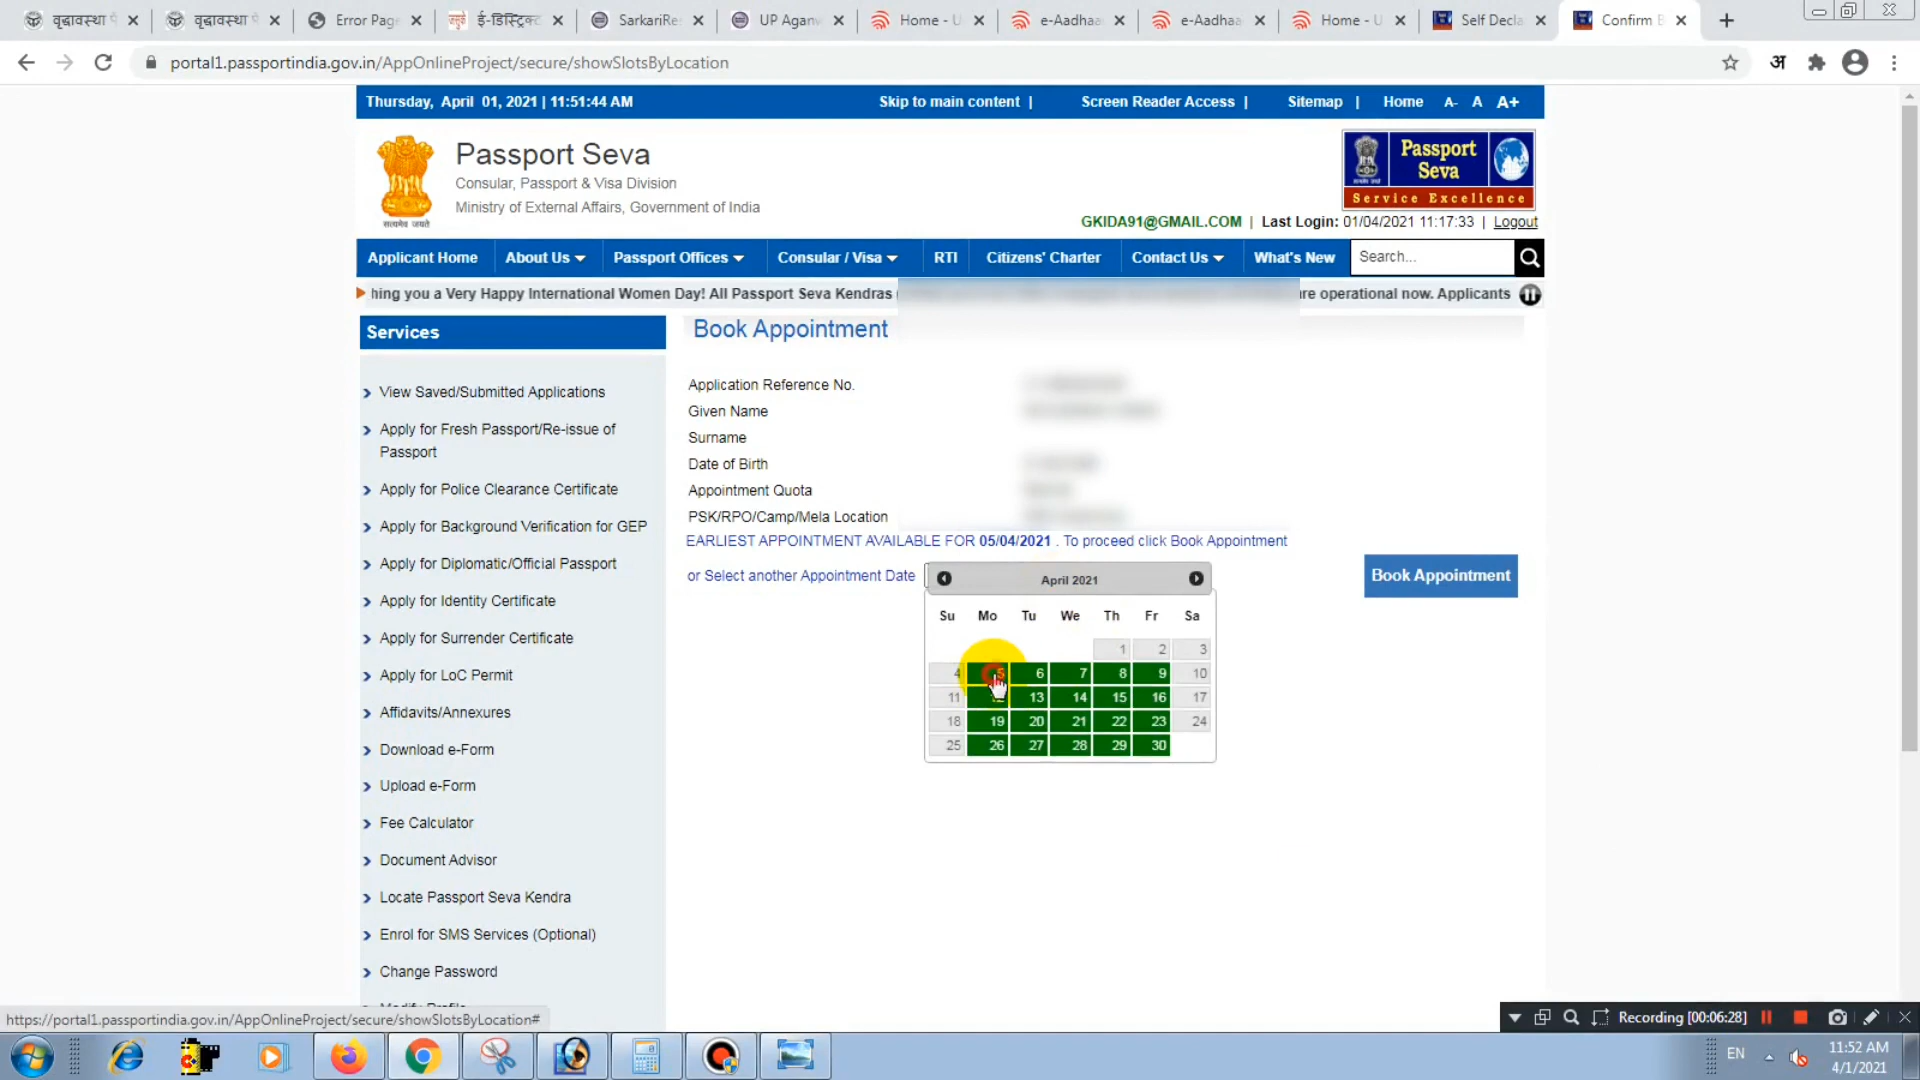 वृद्धावस्था
वृद्धावस्था
Error Pag
ई-डिस्ट्रिक्ट
SarkariRe
UP Agan
Home - U
e-Aadhaa
e-Aadhaa
Home - U
Self Decla
Confirm B
portal1.passportindia.gov.in/AppOnlineProject/secure/showSlotsByLocation
अ
Thursday, April 01, 2021 | 11:51:44 AM
Skip to main content | Screen Reader Access | Sitemap | Home A- A A+
Passport Seva
Consular, Passport & Visa Division
Ministry of External Affairs, Government of India
सत्यमेव जयते
Passport
Seva
Service Excellence
GKIDA91@GMAIL.COM | Last Login: 01/04/2021 11:17:33 | Logout
Applicant Home About Us Passport Offices Consular / Visa RTI Citizens' Charter Contact Us What's New Search...
hing you a Very Happy International Women Day! All Passport Seva Kendras re operational now. Applicants
Services
View Saved/Submitted Applications
Apply for Fresh Passport/Re-issue of
Passport
Apply for Police Clearance Certificate
Apply for Background Verification for GEP
Apply for Diplomatic/Official Passport
Apply for Identity Certificate
Apply for Surrender Certificate
Apply for LoC Permit
Affidavits/Annexures
Download e-Form
Upload e-Form
Fee Calculator
Document Advisor
Locate Passport Seva Kendra
Enrol for SMS Services (Optional)
Change Password
Book Appointment
Application Reference No.
Given Name
Surname
Date of Birth
Appointment Quota
PSK/RPO/Camp/Mela Location
EARLIEST APPOINTMENT AVAILABLE FOR 05/04/2021 . To proceed click Book Appointment
or Select another Appointment Date
Book Appointment
April 2021
Su Mo Tu We Th Fr Sa
1 2 3
4 5 6 7 8 9 10
11 12 13 14 15 16 17
18 19 20 21 22 23 24
25 26 27 28 29 30
https://portal1.passportindia.gov.in/AppOnlineProject/secure/showSlotsByLocation#
Recording [00:06:28]
EN
11:52 AM
4/1/2021